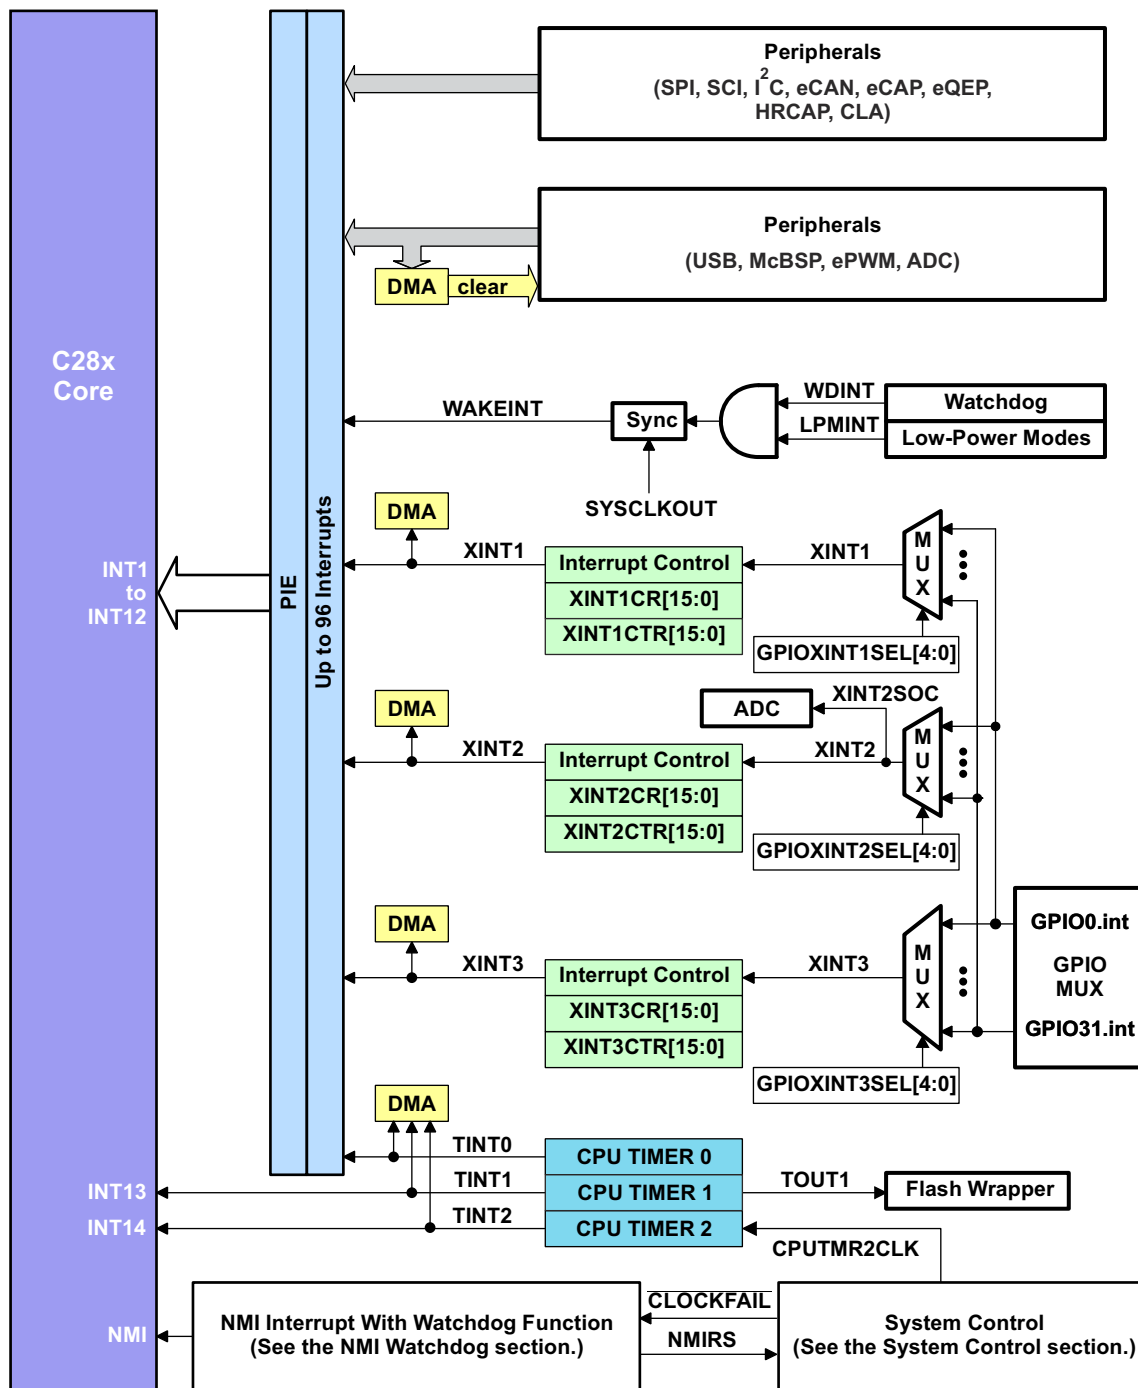 Peripherals
(SPI, SCI, I2C, eCAN, eCAP, eQEP,
HRCAP, CLA)
Peripherals
(USB, McBSP, ePWM, ADC)
DMA
clear
C28x
Core
WAKEINT
Sync
WDINT
Watchdog
LPMINT
Low-Power Modes
SYSCLKOUT
DMA
XINT1
Interrupt Control
XINT1CR[15:0]
XINT1CTR[15:0]
XINT1
MUX
GPIOXINT1SEL[4:0]
INT1
to
INT12
PIE
Up to 96 Interrupts
DMA
XINT2
Interrupt Control
XINT2CR[15:0]
XINT2CTR[15:0]
ADC
XINT2SOC
XINT2
MUX
GPIOXINT2SEL[4:0]
DMA
XINT3
Interrupt Control
XINT3CR[15:0]
XINT3CTR[15:0]
XINT3
MUX
GPIOXINT3SEL[4:0]
GPIO0.int
GPIO
MUX
GPIO31.int
DMA
TINT0
CPU TIMER 0
INT13
TINT1
CPU TIMER 1
TOUT1
Flash Wrapper
INT14
TINT2
CPU TIMER 2
CPUTMR2CLK
NMI
NMI Interrupt With Watchdog Function
(See the NMI Watchdog section.)
CLOCKFAIL
NMIRS
System Control
(See the System Control section.)